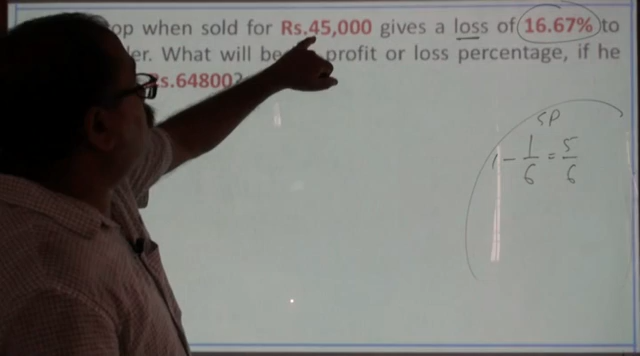 op when sold for Rs.45,000 gives a loss of 16.67% to
What will be profit or loss percentage, if he
Rs.64800?
SP
1 - 1/6 = 5/6